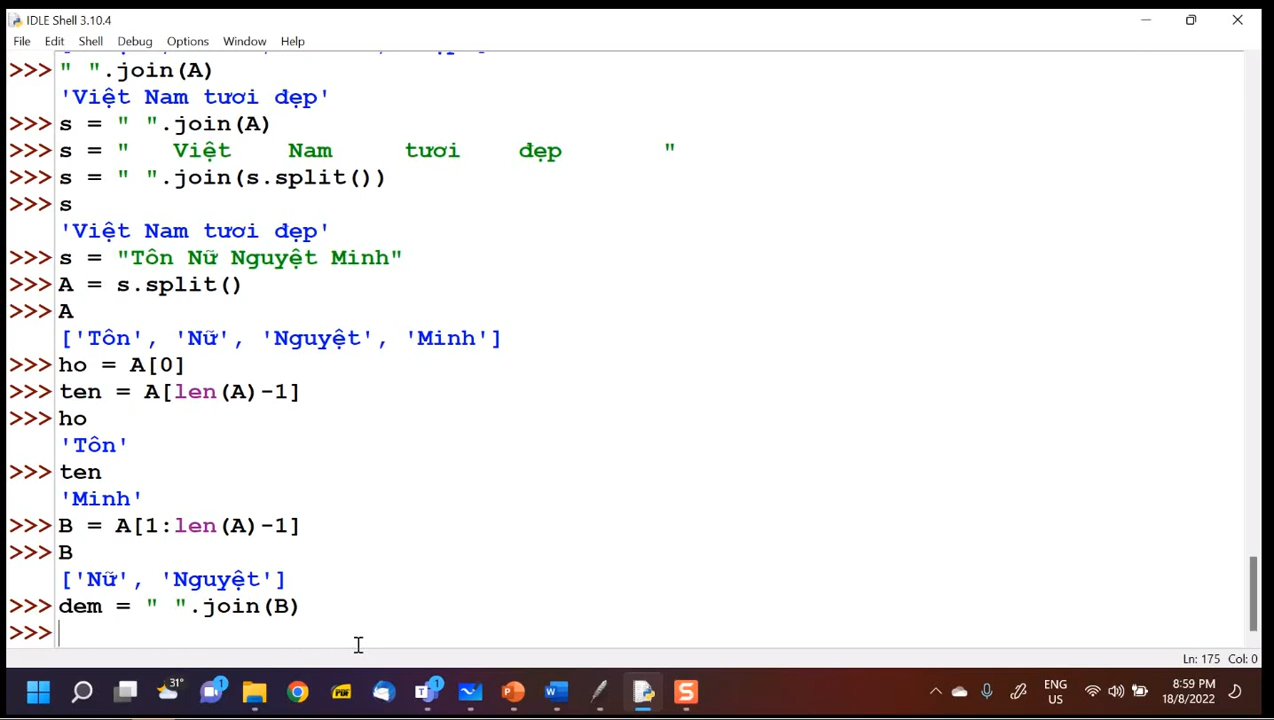 IDLE Shell 3.10.4
File Edit Shell Debug Options Window Help
>>> " ".join(A)
'Việt Nam tươi đẹp'
>>> s = " ".join(A)
>>> s = "   Việt    Nam     tươi    đẹp       "
>>> s = " ".join(s.split())
>>> s
'Việt Nam tươi đẹp'
>>> s = "Tôn Nữ Nguyệt Minh"
>>> A = s.split()
>>> A
['Tôn', 'Nữ', 'Nguyệt', 'Minh']
>>> ho = A[0]
>>> ten = A[len(A)-1]
>>> ho
'Tôn'
>>> ten
'Minh'
>>> B = A[1:len(A)-1]
>>> B
['Nữ', 'Nguyệt']
>>> dem = " ".join(B)
>>>
Ln: 175 Col: 0
31° 1 PDF 1 ENG 8:59 PM
US 18/8/2022